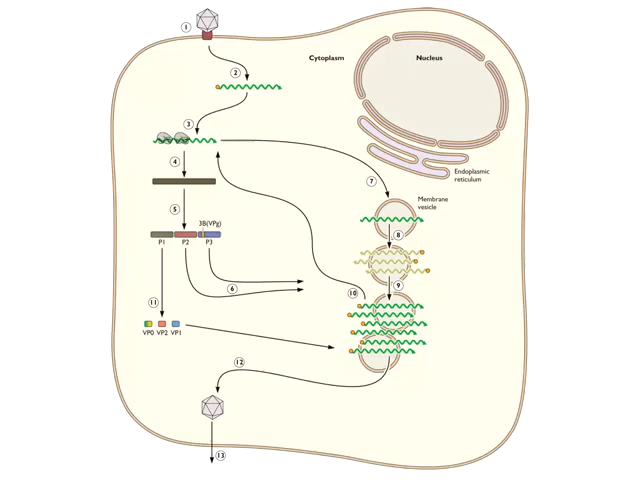 1
2
Cytoplasm
Nucleus
3
4
Endoplasmic
reticulum
7
Membrane
vesicle
5
3B(VPg)
8
P1 P2 P3
6
9
10
11
VP0 VP2 VP1
12
13